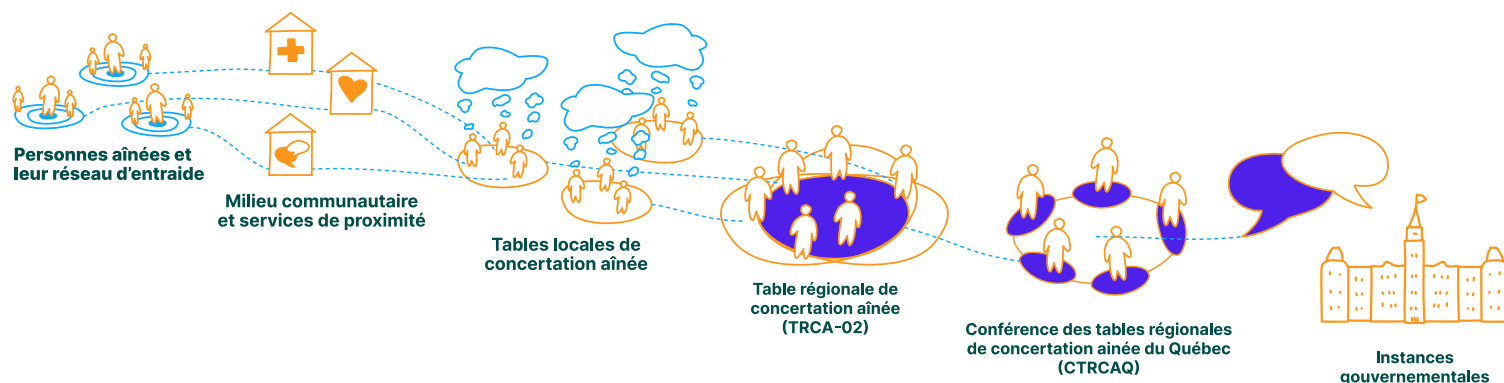 Personnes aînées et
leur réseau d'entraide
Milieu communautaire
et services de proximité
Tables locales de
concertation aînée
Table régionale de
concertation aînée
(TRCA-02)
Conférence des tables régionales
de concertation ainée du Québec
(CTRCAQ)
Instances
gouvernementales